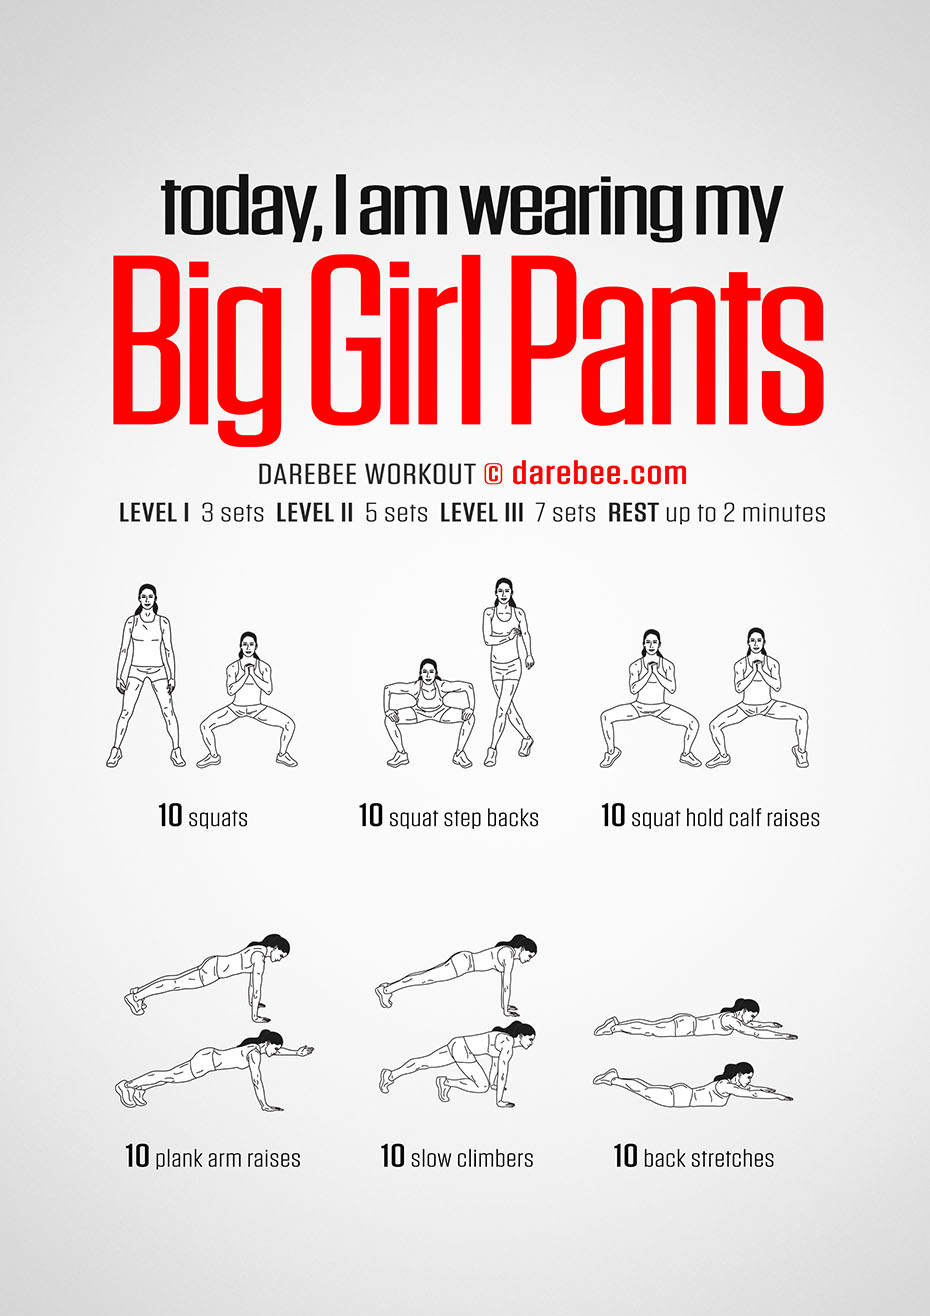 today, I am wearing my
Big Girl Pants
DAREBEE WORKOUT © darebee.com
LEVEL I 3 sets LEVEL II 5 sets LEVEL III 7 sets REST up to 2 minutes
10 squats
10 squat step backs
10 squat hold calf raises
10 plank arm raises
10 slow climbers
10 back stretches